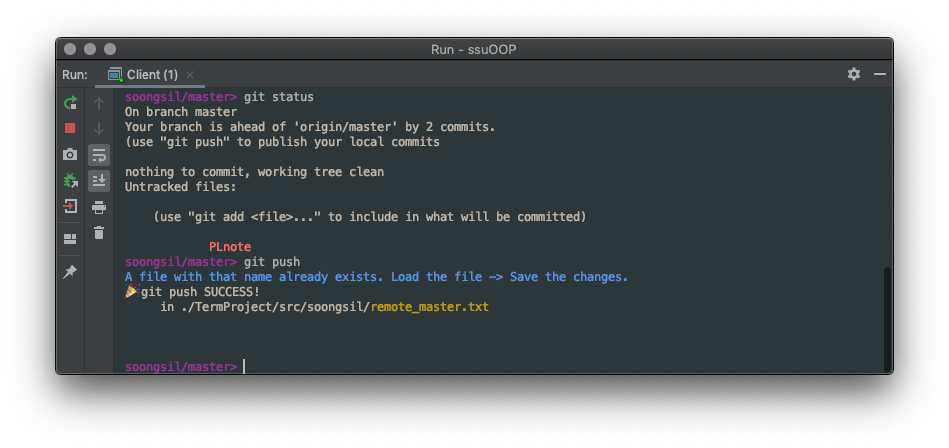 Run - ssuOOP
Run: Client (1)
soongsil/master> git status
On branch master
Your branch is ahead of 'origin/master' by 2 commits.
(use "git push" to publish your local commits
nothing to commit, working tree clean
Untracked files:
(use "git add <file>..." to include in what will be committed)
PLnote
soongsil/master> git push
A file with that name already exists. Load the file -> Save the changes.
🎉git push SUCCESS!
in ./TermProject/src/soongsil/remote_master.txt
soongsil/master>